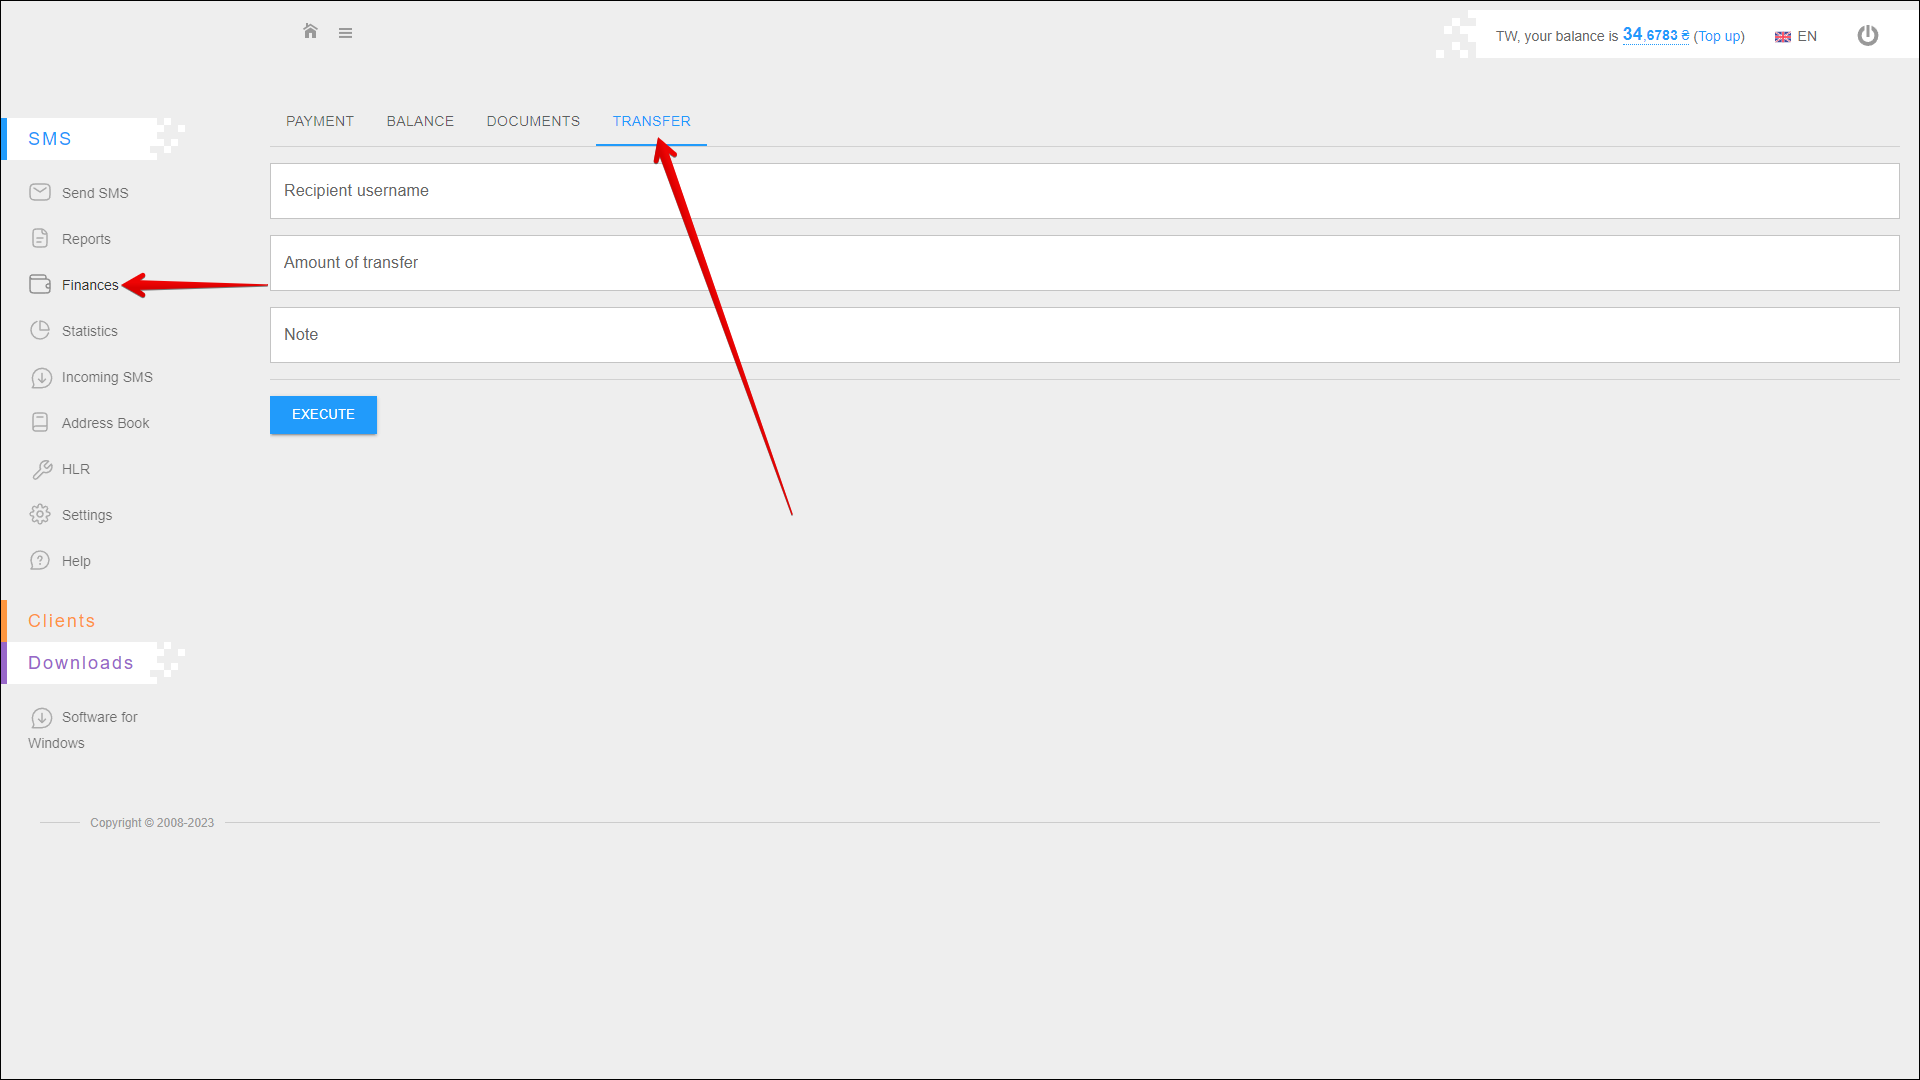 TW, your balance is 34,6783 ₴ (Top up)
EN
PAYMENT
BALANCE
DOCUMENTS
TRANSFER
SMS
Send SMS
Reports
Finances
Statistics
Incoming SMS
Address Book
HLR
Settings
Help
Clients
Downloads
Software for
Windows
Recipient username
Amount of transfer
Note
EXECUTE
Copyright © 2008-2023